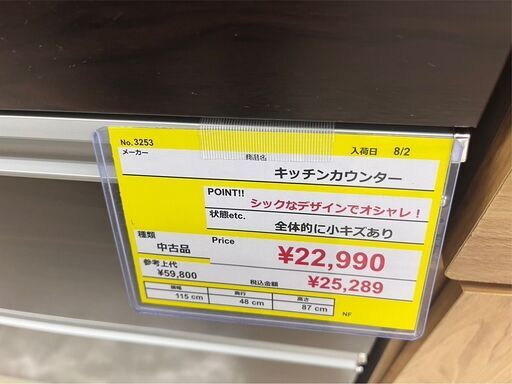 No.3253
メーカー
商品名
入荷日 8/2
キッチンカウンター
POINT!!
シックなデザインでオシャレ！
状態etc.
全体的に小キズあり
種類
中古品
Price
¥22,990
参考上代
¥59,800
税込金額
¥25,289
横幅
奥行
高さ
115 cm
48 cm
87 cm
NF